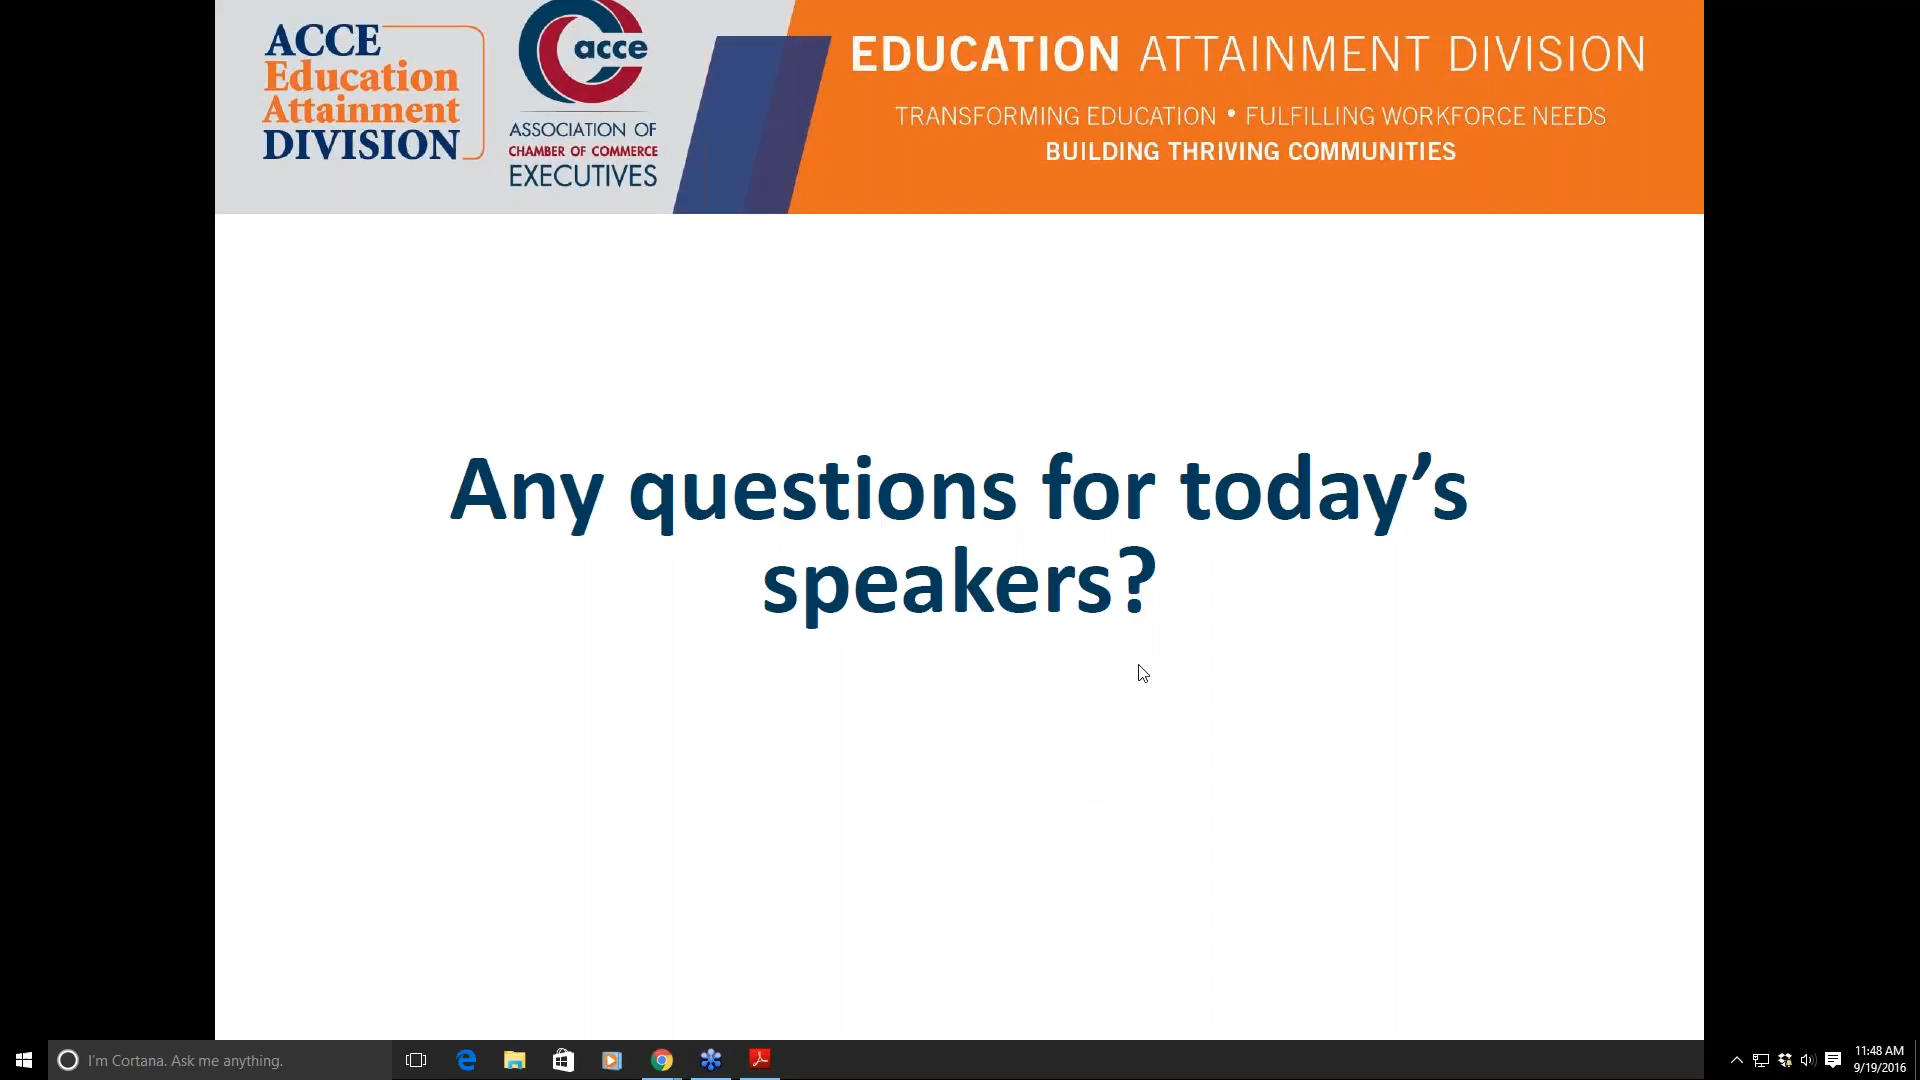 ACCE
Education
Attainment
DIVISION
acce
ASSOCIATION OF
CHAMBER OF COMMERCE
EXECUTIVES
EDUCATION ATTAINMENT DIVISION
TRANSFORMING EDUCATION • FULFILLING WORKFORCE NEEDS
BUILDING THRIVING COMMUNITIES
Any questions for today’s
speakers?
I'm Cortana. Ask me anything.
11:48 AM
9/19/2016